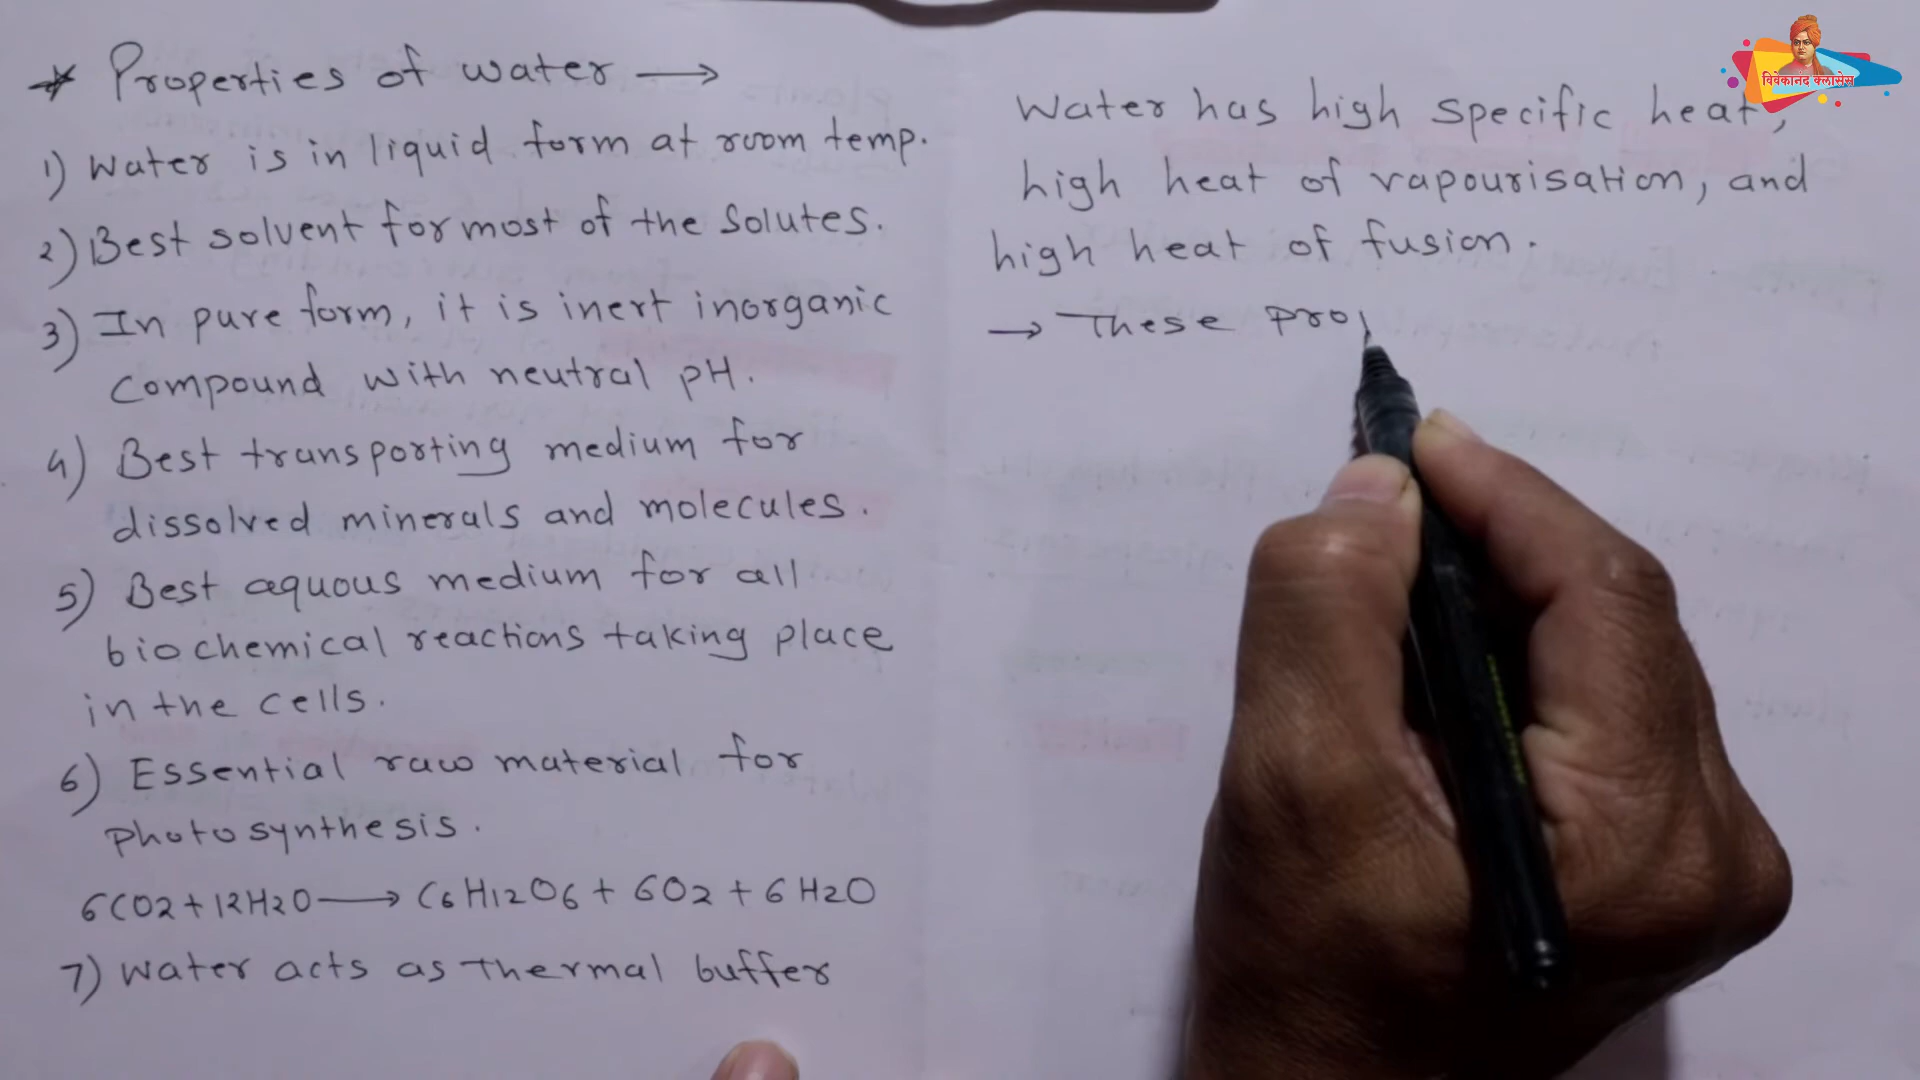 * Properties of water →
1) Water is in liquid form at room temp.
2) Best solvent for most of the solutes.
3) In pure form, it is inert inorganic
compound with neutral pH.
4) Best transporting medium for
dissolved minerals and molecules.
5) Best aquous medium for all
biochemical reactions taking place
in the cells.
6) Essential raw material for
photosynthesis.
6CO2 + 12H2O → C6H12O6 + 6O2 + 6H2O
7) Water acts as thermal buffer
Water has high specific heat,
high heat of vapourisation, and
high heat of fusion.
→ These pro
विवेकानंद क्लासेस